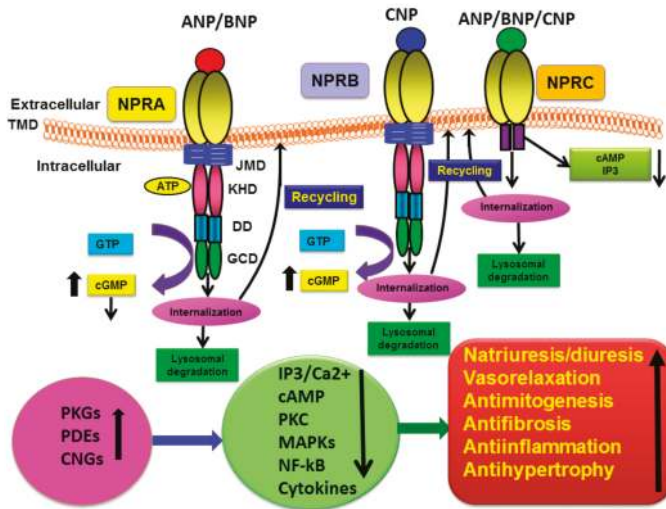 ANP/BNP
CNP
ANP/BNP/CNP
NPRA
NPRB
NPRC
Extracellular
TMD
Intracellular
JMD
ATP
KHD
DD
GCD
GTP
cGMP
Recycling
Internalization
Lysosomal
degradation
GTP
cGMP
Internalization
Lysosomal
degradation
Recycling
cAMP
IP3
Internalization
Lysosomal
degradation
PKGs
PDEs
CNGs
IP3/Ca2+
cAMP
PKC
MAPKs
NF-kB
Cytokines
Natriuresis/diuresis
Vasorelaxation
Antimitogenesis
Antifibrosis
Antiinflammation
Antihypertrophy